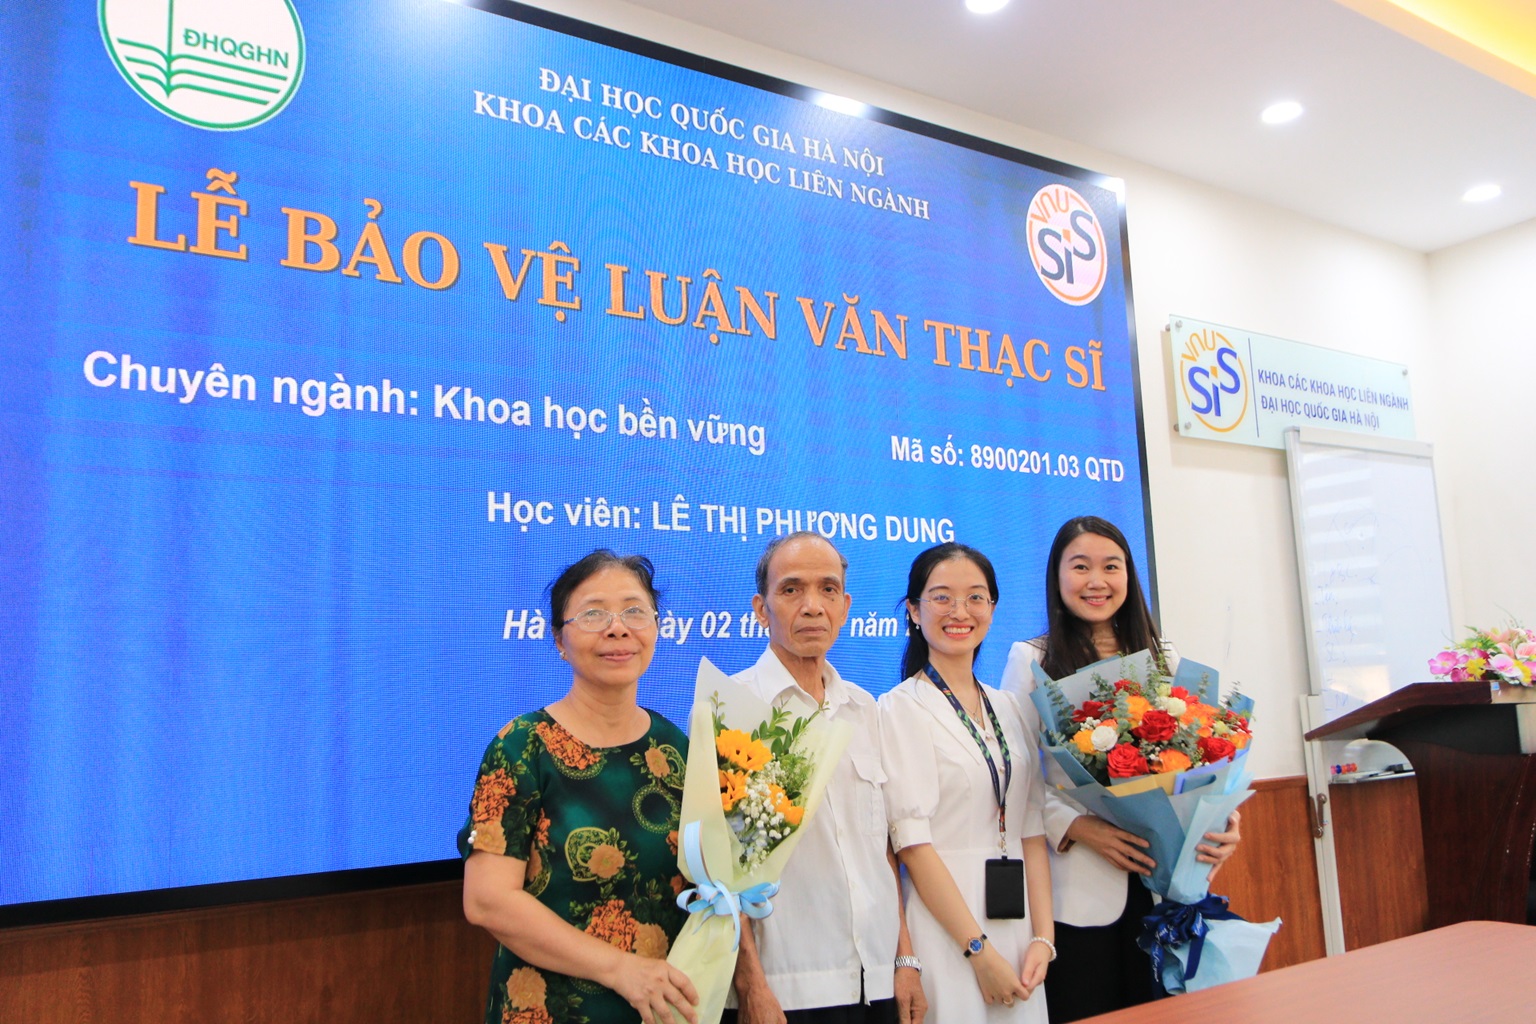 ĐHQGHN
ĐẠI HỌC QUỐC GIA HÀ NỘI
KHOA CÁC KHOA HỌC LIÊN NGÀNH
VNU
SiS
LỄ BẢO VỆ LUẬN VĂN THẠC SĨ
Chuyên ngành: Khoa học bền vững
Mã số: 8900201.03 QTD
Học viên: LÊ THỊ PHƯƠNG DUNG
Hà
02
năm
VNU
SiS
KHOA CÁC KHOA HỌC LIÊN NGÀNH
ĐẠI HỌC QUỐC GIA HÀ NỘI